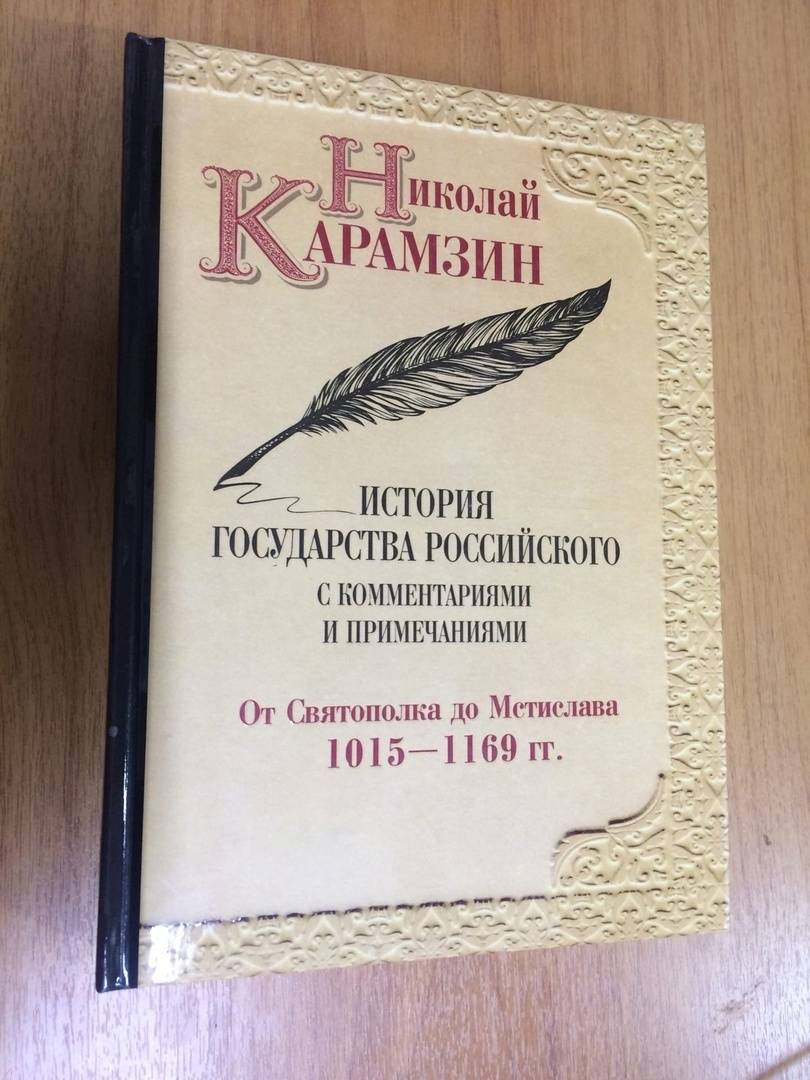 Николай
Карамзин
ИСТОРИЯ
ГОСУДАРСТВА РОССИЙСКОГО
С КОММЕНТАРИЯМИ
И ПРИМЕЧАНИЯМИ
От Святополка до Мстислава
1015—1169 гг.